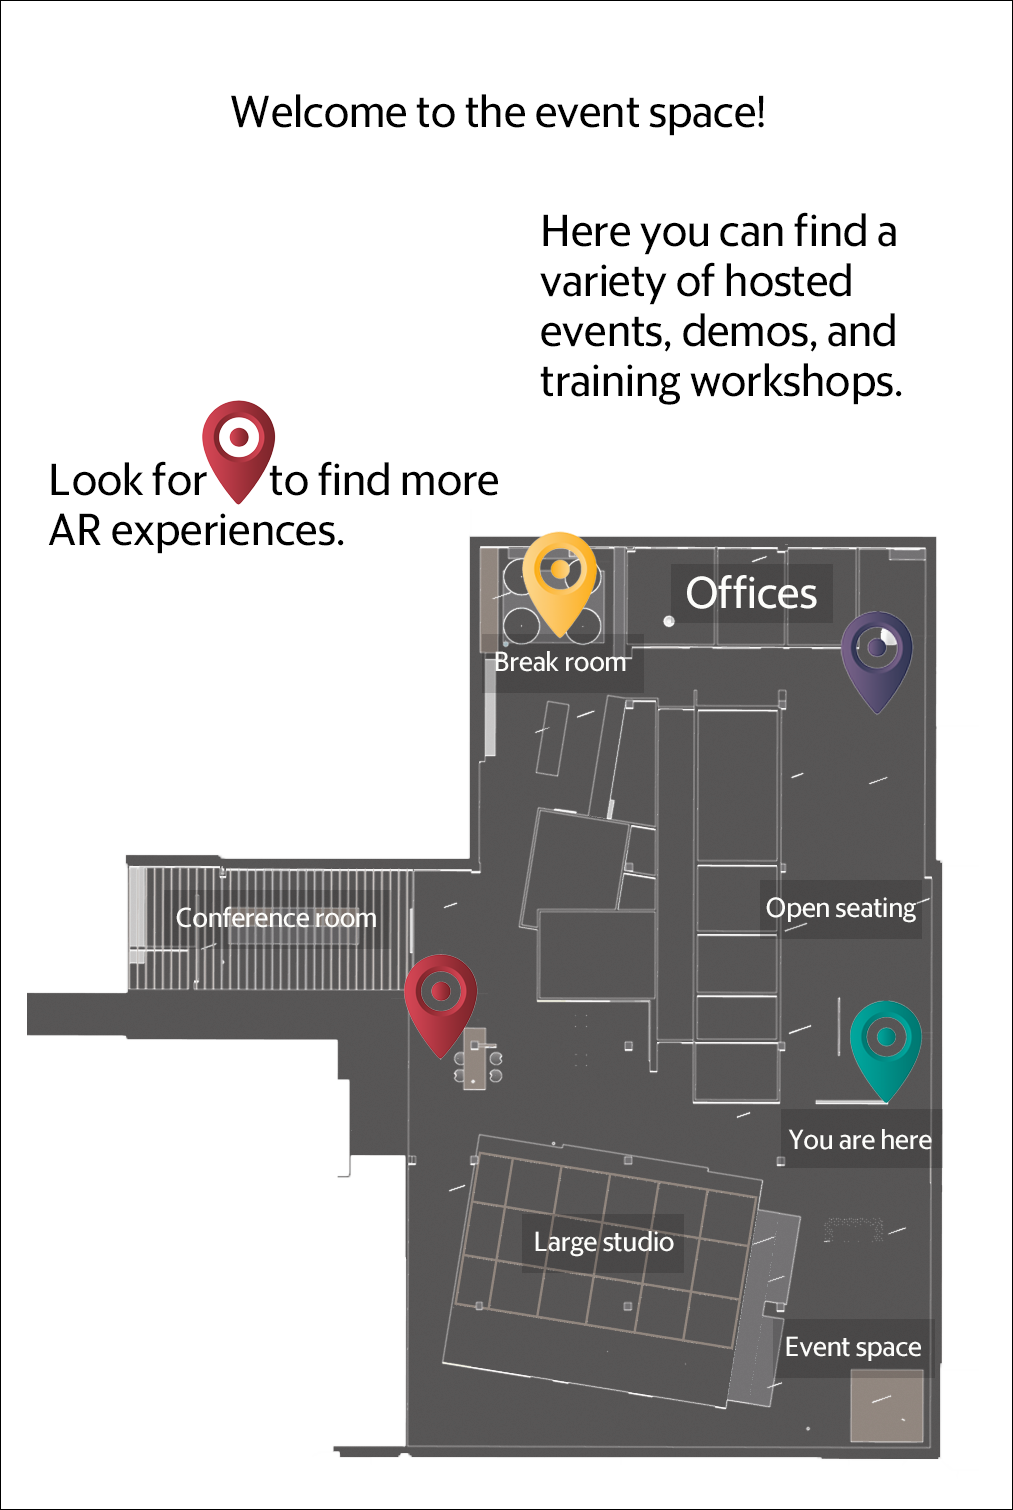 Welcome to the event space!
Here you can find a
variety of hosted
events, demos, and
training workshops.
Look for to find more
AR experiences.
Offices
Break room
Conference room
Open seating
You are here
Large studio
Event space